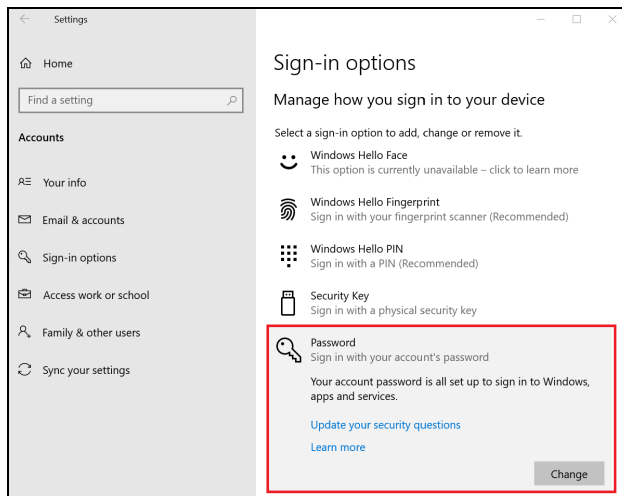 Settings
Home
Find a setting
Accounts
Your info
Email & accounts
Sign-in options
Access work or school
Family & other users
Sync your settings
Sign-in options
Manage how you sign in to your device
Select a sign-in option to add, change or remove it.
Windows Hello Face
This option is currently unavailable – click to learn more
Windows Hello Fingerprint
Sign in with your fingerprint scanner (Recommended)
Windows Hello PIN
Sign in with a PIN (Recommended)
Security Key
Sign in with a physical security key
Password
Sign in with your account's password
Your account password is all set up to sign in to Windows,
apps and services.
Update your security questions
Learn more
Change